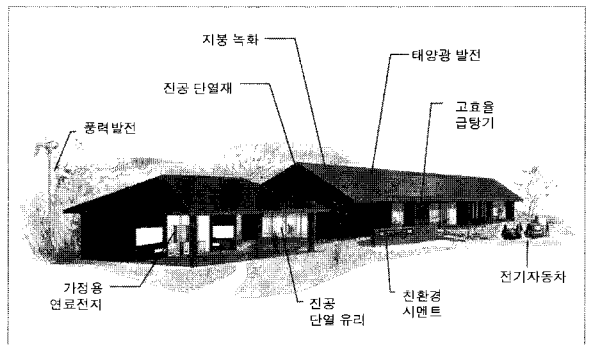 지붕 녹화
태양광 발전
진공 단열재
고효율
급탕기
풍력발전
가정용
연료전지
진공
단열 유리
친환경
시멘트
전기자동차